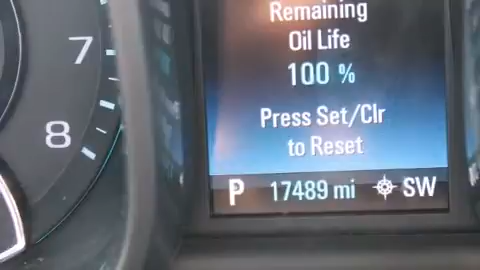 Remaining
Oil Life
100 %
Press Set/Clr
to Reset
P 17489 mi SW
7
8